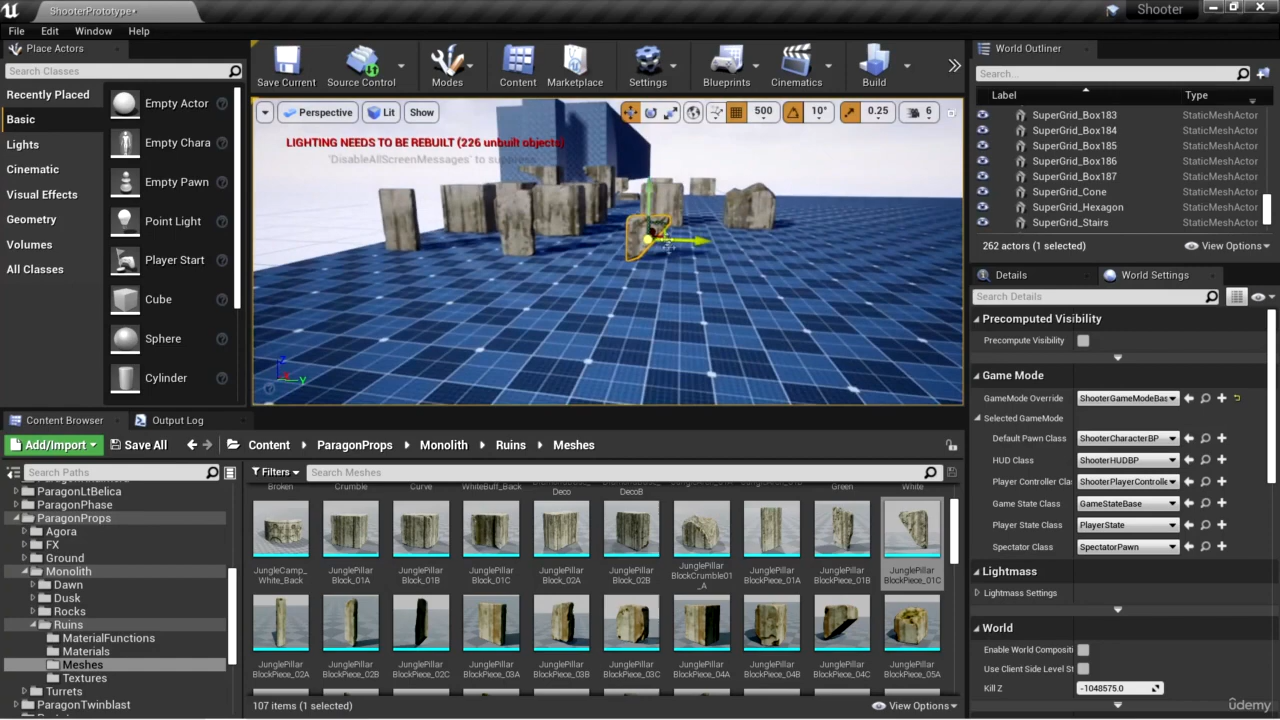 ShooterPrototype•
Shooter
File Edit Window Help
Place Actors
Search Classes
Recently Placed
Basic
Lights
Cinematic
Visual Effects
Geometry
Volumes
All Classes
Empty Actor
Empty Chara
Empty Pawn
Point Light
Player Start
Cube
Sphere
Cylinder
Save Current Source Control Modes Content Marketplace Settings Blueprints Cinematics Build
Perspective Lit Show 500 10° 0.25 6
LIGHTING NEEDS TO BE REBUILT (226 unbuilt objects)
'DisableAllScreenMessages' to suppress
Z
X
Y
World Outliner
Search...
Label Type
SuperGrid_Box183 StaticMeshActor
SuperGrid_Box184 StaticMeshActor
SuperGrid_Box185 StaticMeshActor
SuperGrid_Box186 StaticMeshActor
SuperGrid_Box187 StaticMeshActor
SuperGrid_Cone StaticMeshActor
SuperGrid_Hexagon StaticMeshActor
SuperGrid_Stairs StaticMeshActor
262 actors (1 selected) View Options
Details World Settings
Search Details
Precomputed Visibility
Precompute Visibility
Game Mode
GameMode Override ShooterGameModeBas
Selected GameMode
Default Pawn Class ShooterCharacterBP
HUD Class ShooterHUDBP
Player Controller Clas ShooterPlayerControlle
Game State Class GameStateBase
Player State Class PlayerState
Spectator Class SpectatorPawn
Lightmass
Lightmass Settings
World
Enable World Compositi
Use Client Side Level St
Kill Z -1048575.0
Content Browser Output Log
Add/Import Save All Content ParagonProps Monolith Ruins Meshes
Search Paths
Filters Search Meshes
ParagonLtBelica
ParagonPhase
ParagonProps
Agora
FX
Ground
Monolith
Dawn
Dusk
Rocks
Ruins
MaterialFunctions
Materials
Meshes
Textures
Turrets
ParagonTwinblast
Broken Crumble Curve WhiteBuff_Back Deco DecoB Green White
JungleCamp_
White_Back
JunglePillar
Block_01A
JunglePillar
Block_01B
JunglePillar
Block_01C
JunglePillar
Block_02A
JunglePillar
Block_02B
JunglePillar
BlockCrumble01
_A
JunglePillar
BlockPiece_01A
JunglePillar
BlockPiece_01B
JunglePillar
BlockPiece_01C
JunglePillar
BlockPiece_02A
JunglePillar
BlockPiece_02B
JunglePillar
BlockPiece_02C
JunglePillar
BlockPiece_03A
JunglePillar
BlockPiece_03B
JunglePillar
BlockPiece_03C
JunglePillar
BlockPiece_04A
JunglePillar
BlockPiece_04B
JunglePillar
BlockPiece_04C
JunglePillar
BlockPiece_05A
107 items (1 selected) View Options
ûdemy